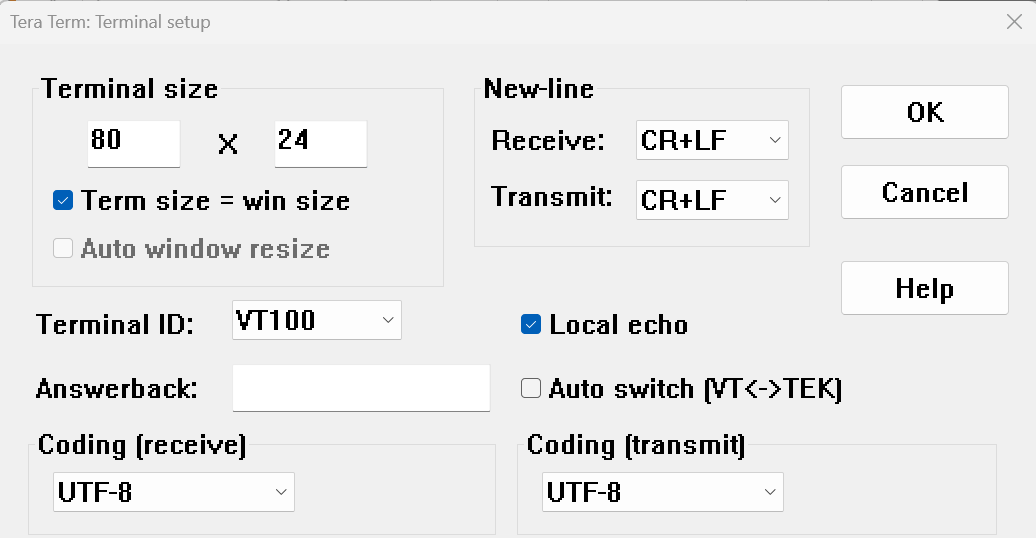 Tera Term: Terminal setup
Terminal size
80 x 24
Term size = win size
Auto window resize
New-line
Receive: CR+LF
Transmit: CR+LF
OK
Cancel
Help
Terminal ID: VT100
Local echo
Answerback:
Auto switch (VT<->TEK)
Coding (receive)
UTF-8
Coding (transmit)
UTF-8